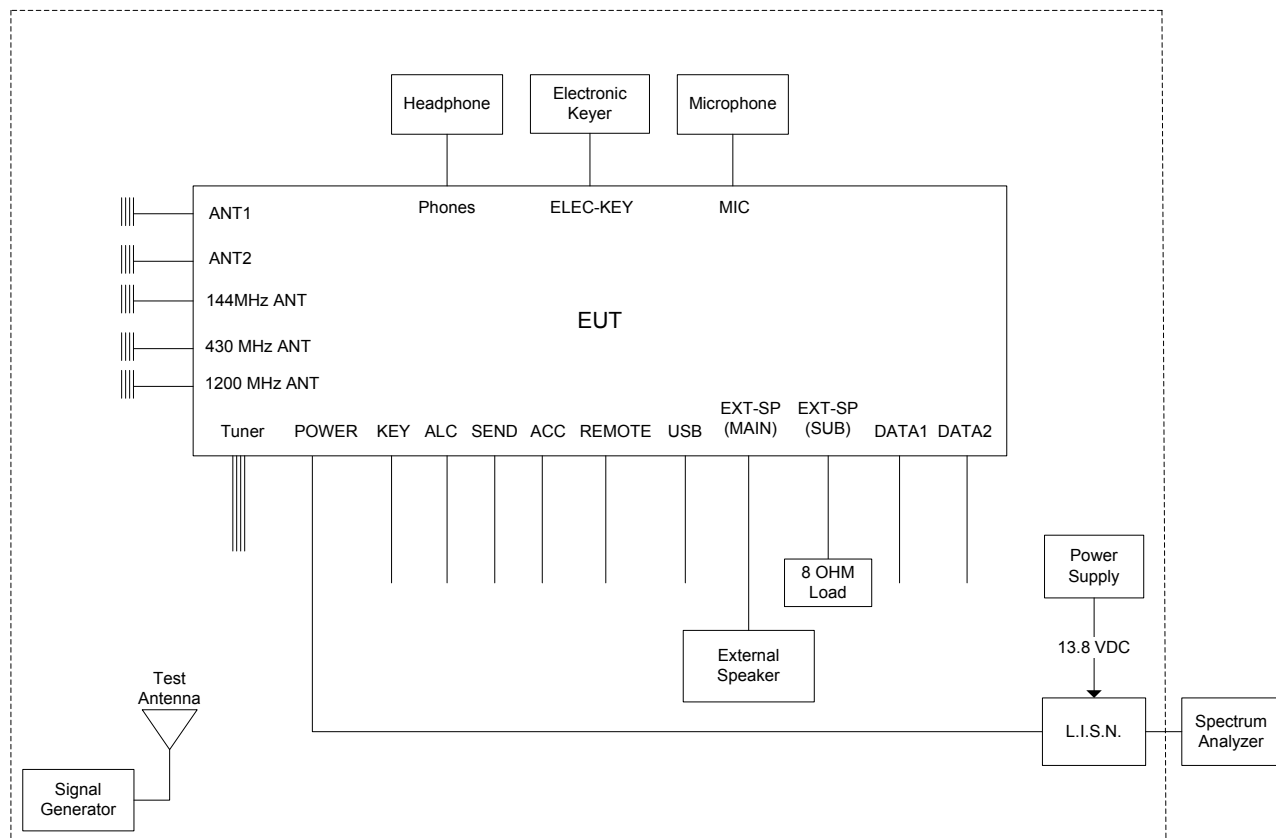 Headphone
Electronic
Keyer
Microphone
Phones
ELEC-KEY
MIC
ANT1
ANT2
144MHz ANT
430 MHz ANT
1200 MHz ANT
EUT
Tuner
POWER
KEY
ALC
SEND
ACC
REMOTE
USB
EXT-SP
(MAIN)
EXT-SP
(SUB)
DATA1
DATA2
8 OHM
Load
External
Speaker
Power
Supply
13.8 VDC
L.I.S.N.
Spectrum
Analyzer
Test
Antenna
Signal
Generator